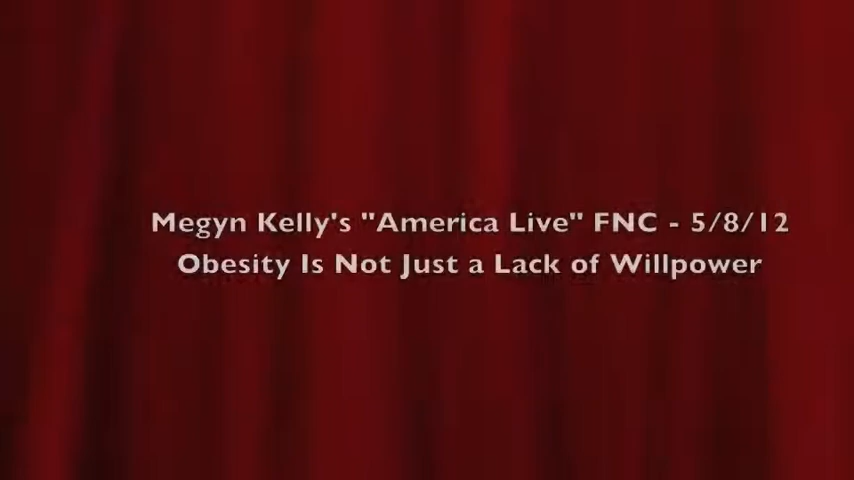 Megyn Kelly's "America Live" FNC - 5/8/12
Obesity Is Not Just a Lack of Willpower